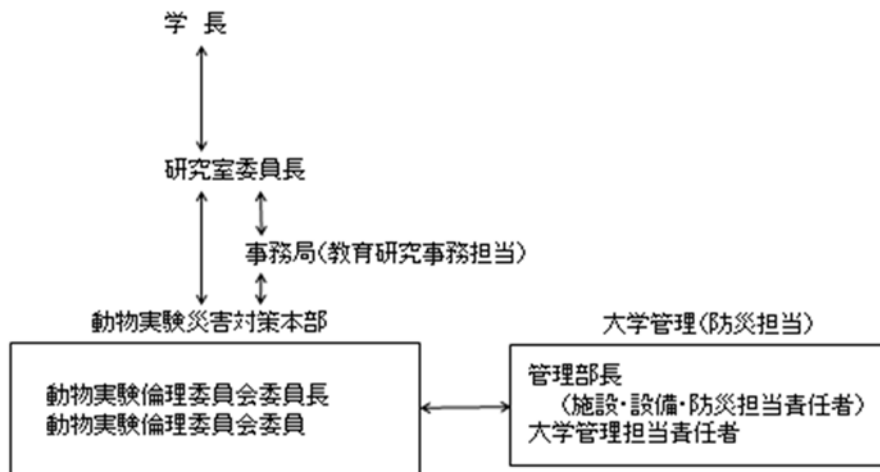 学 長
研究室委員長
事務局(教育研究事務担当)
動物実験災害対策本部
動物実験倫理委員会委員長
動物実験倫理委員会委員
大学管理(防災担当)
管理部長
(施設・設備・防災担当責任者)
大学管理担当責任者